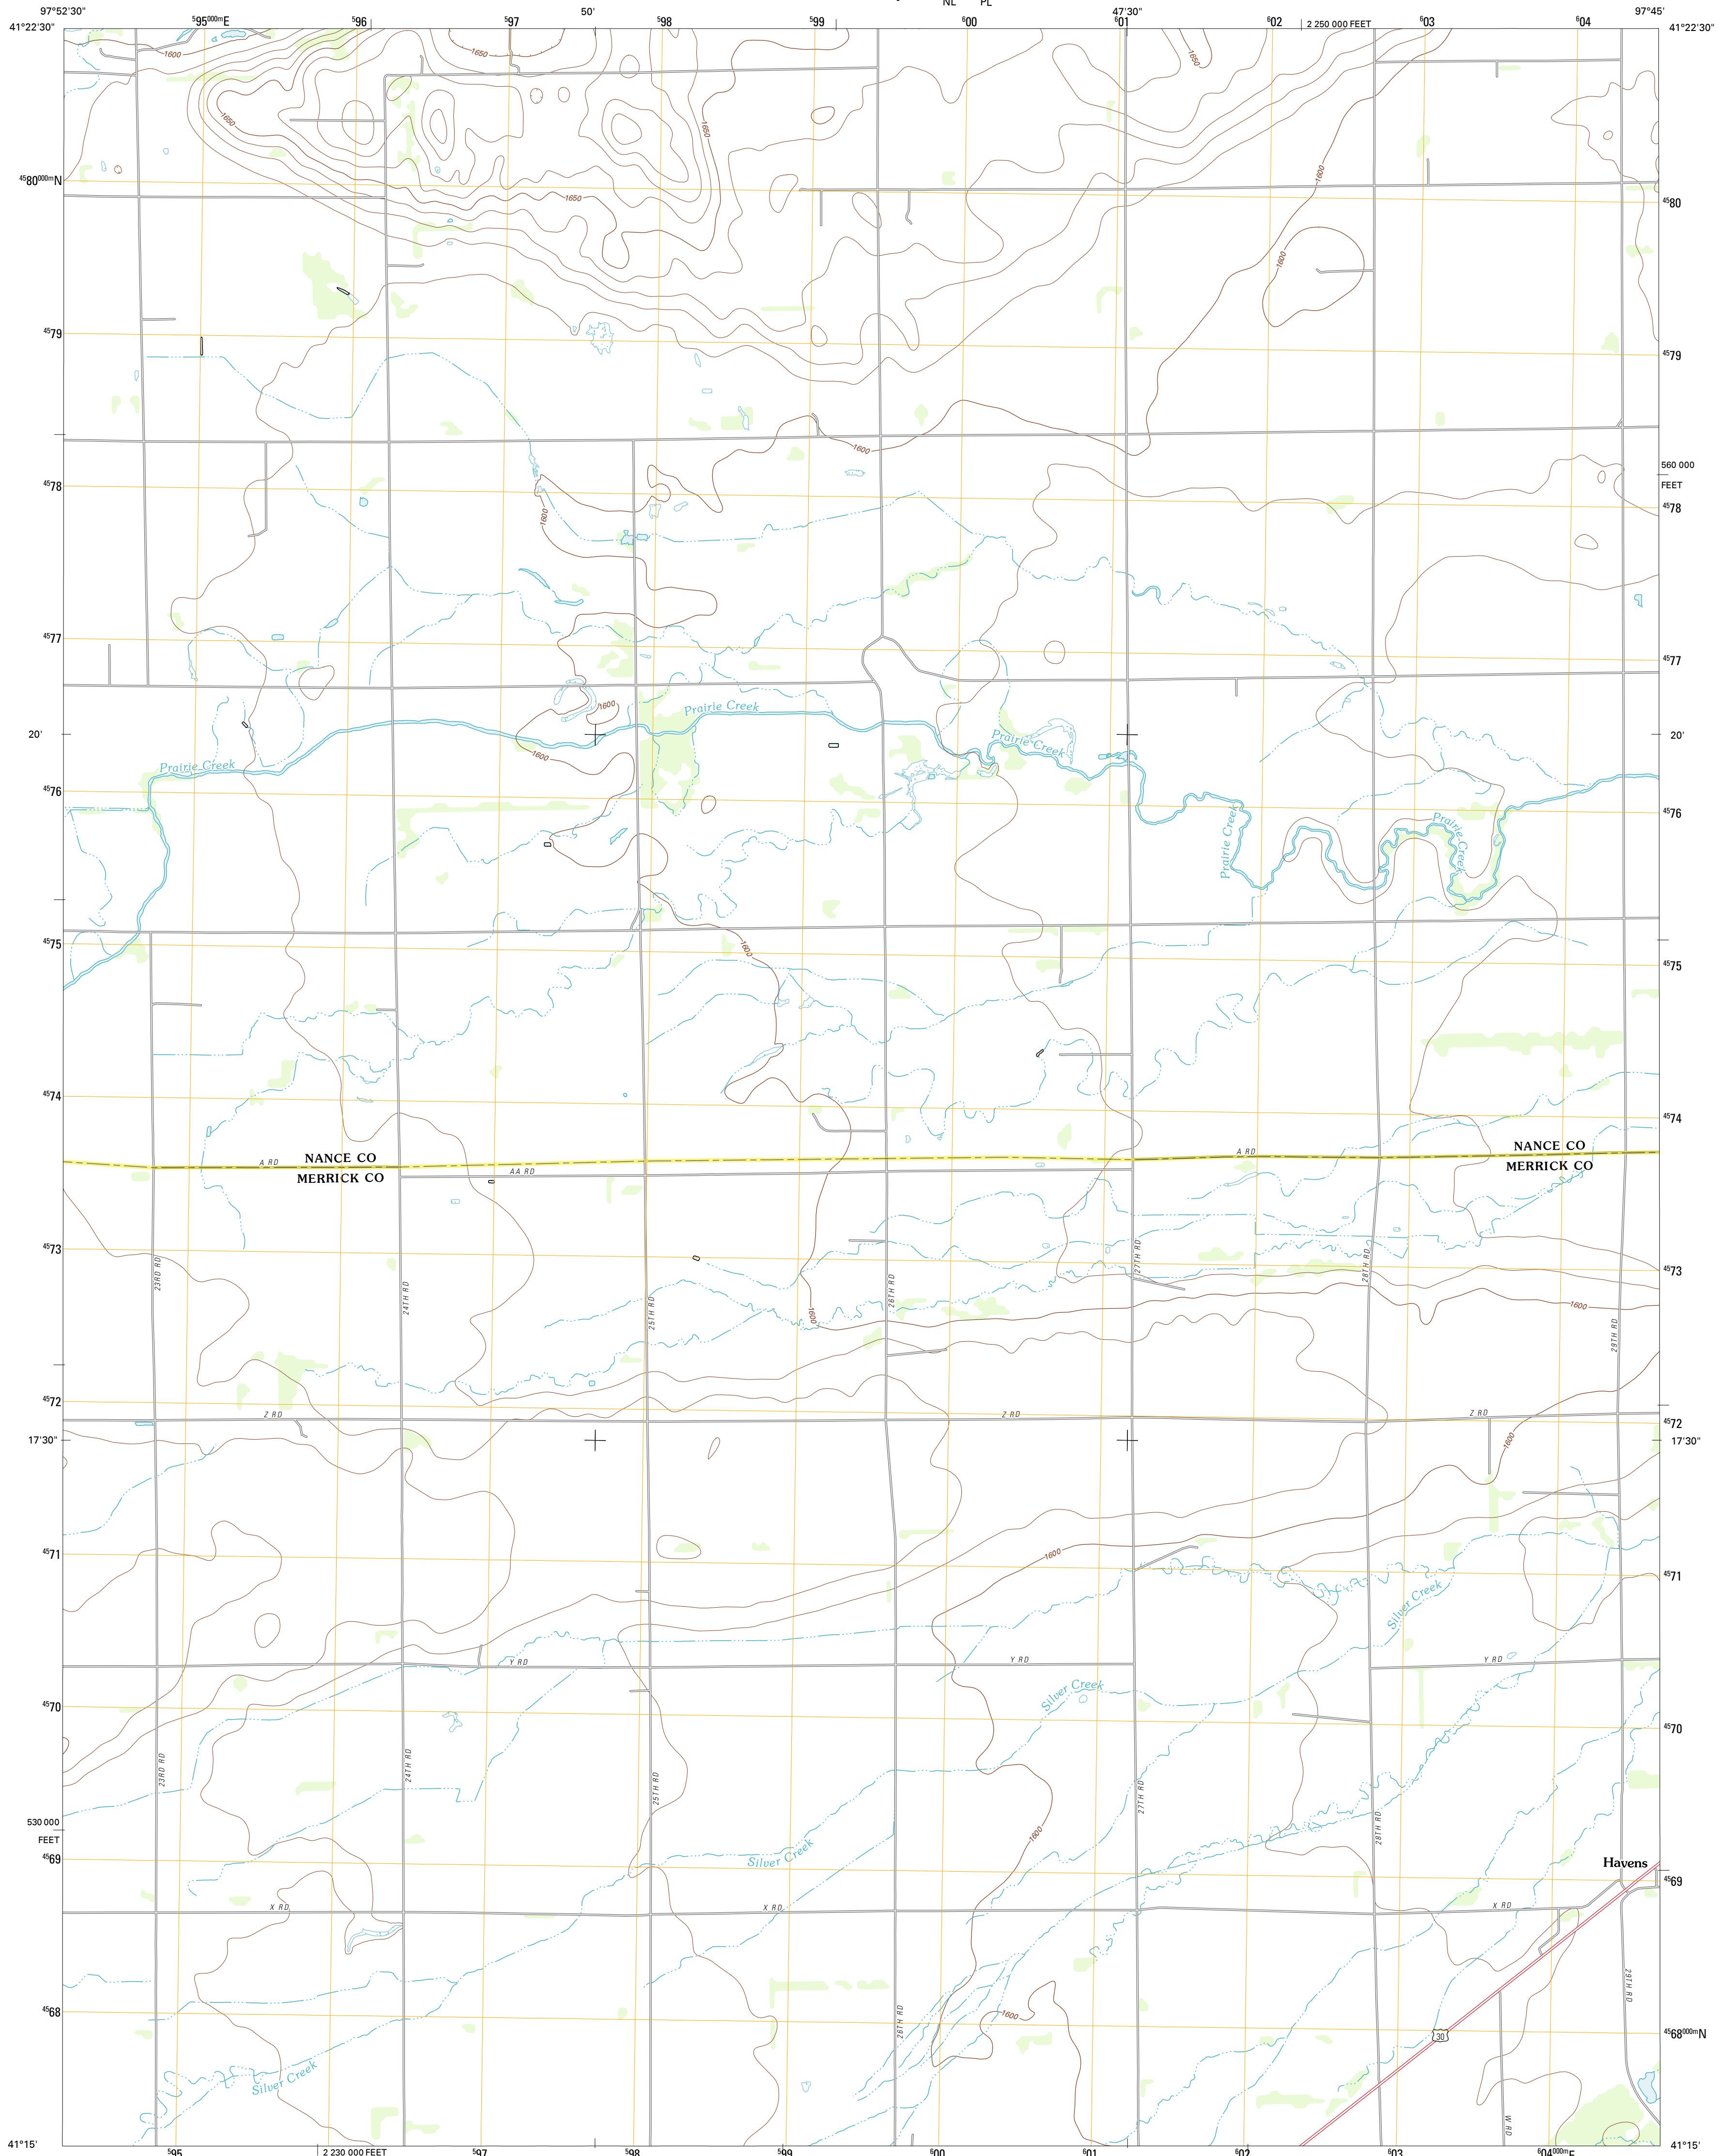 NL PL
97°52'30" 595000mE 596 597 50' 598 599 600 47'30" 601 602 2 250 000 FEET 603 604 97°45'
41°22'30" 41°22'30"
1600 1650 1650
1650 1650
4580000mN 1600
1650 4580
1600
4579 4579
1600
560 000
FEET
4578 4578
1600
4577 4577
Prairie Creek 1600
20' Prairie Creek 20'
Prairie Creek 1600
4576 Prairie Creek Prairie Creek 4576
4575 1600 4575
4574 4574
A RD NANCE CO A RD NANCE CO
MERRICK CO AA RD MERRICK CO
4573 4573
23RD RD 24TH RD 25TH RD 26TH RD 27TH RD 28TH RD 29TH RD
1600 1600
4572 4572
Z RD Z RD Z RD
17'30" 1600 17'30"
4571 1600 4571
Silver Creek
Y RD Y RD Y RD
4570 Silver Creek 4570
23RD RD 24TH RD 25TH RD 27TH RD 28TH RD
530 000
FEET
1600
4569 Silver Creek Havens 4569
X RD X RD X RD
29TH RD
4568 26TH RD 1600 30 4568000mN
Silver Creek
W RD
41°15' 595 2 230 000 FEET 597 598 599 600 601 602 603 604000mE 41°15'